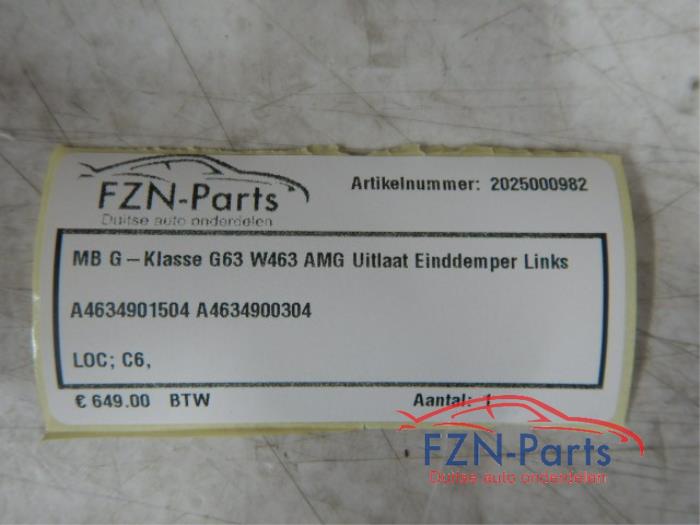 FZN-Parts
Duitse auto onderdelen
Artikelnummer: 2025000982
MB G-Klasse G63 W463 AMG Uitlaat Einddemper Links
A4634901504 A4634900304
LOC; C6,
€ 649.00 BTW
Aantal: 1
FZN-Parts
Duitse auto onderdelen